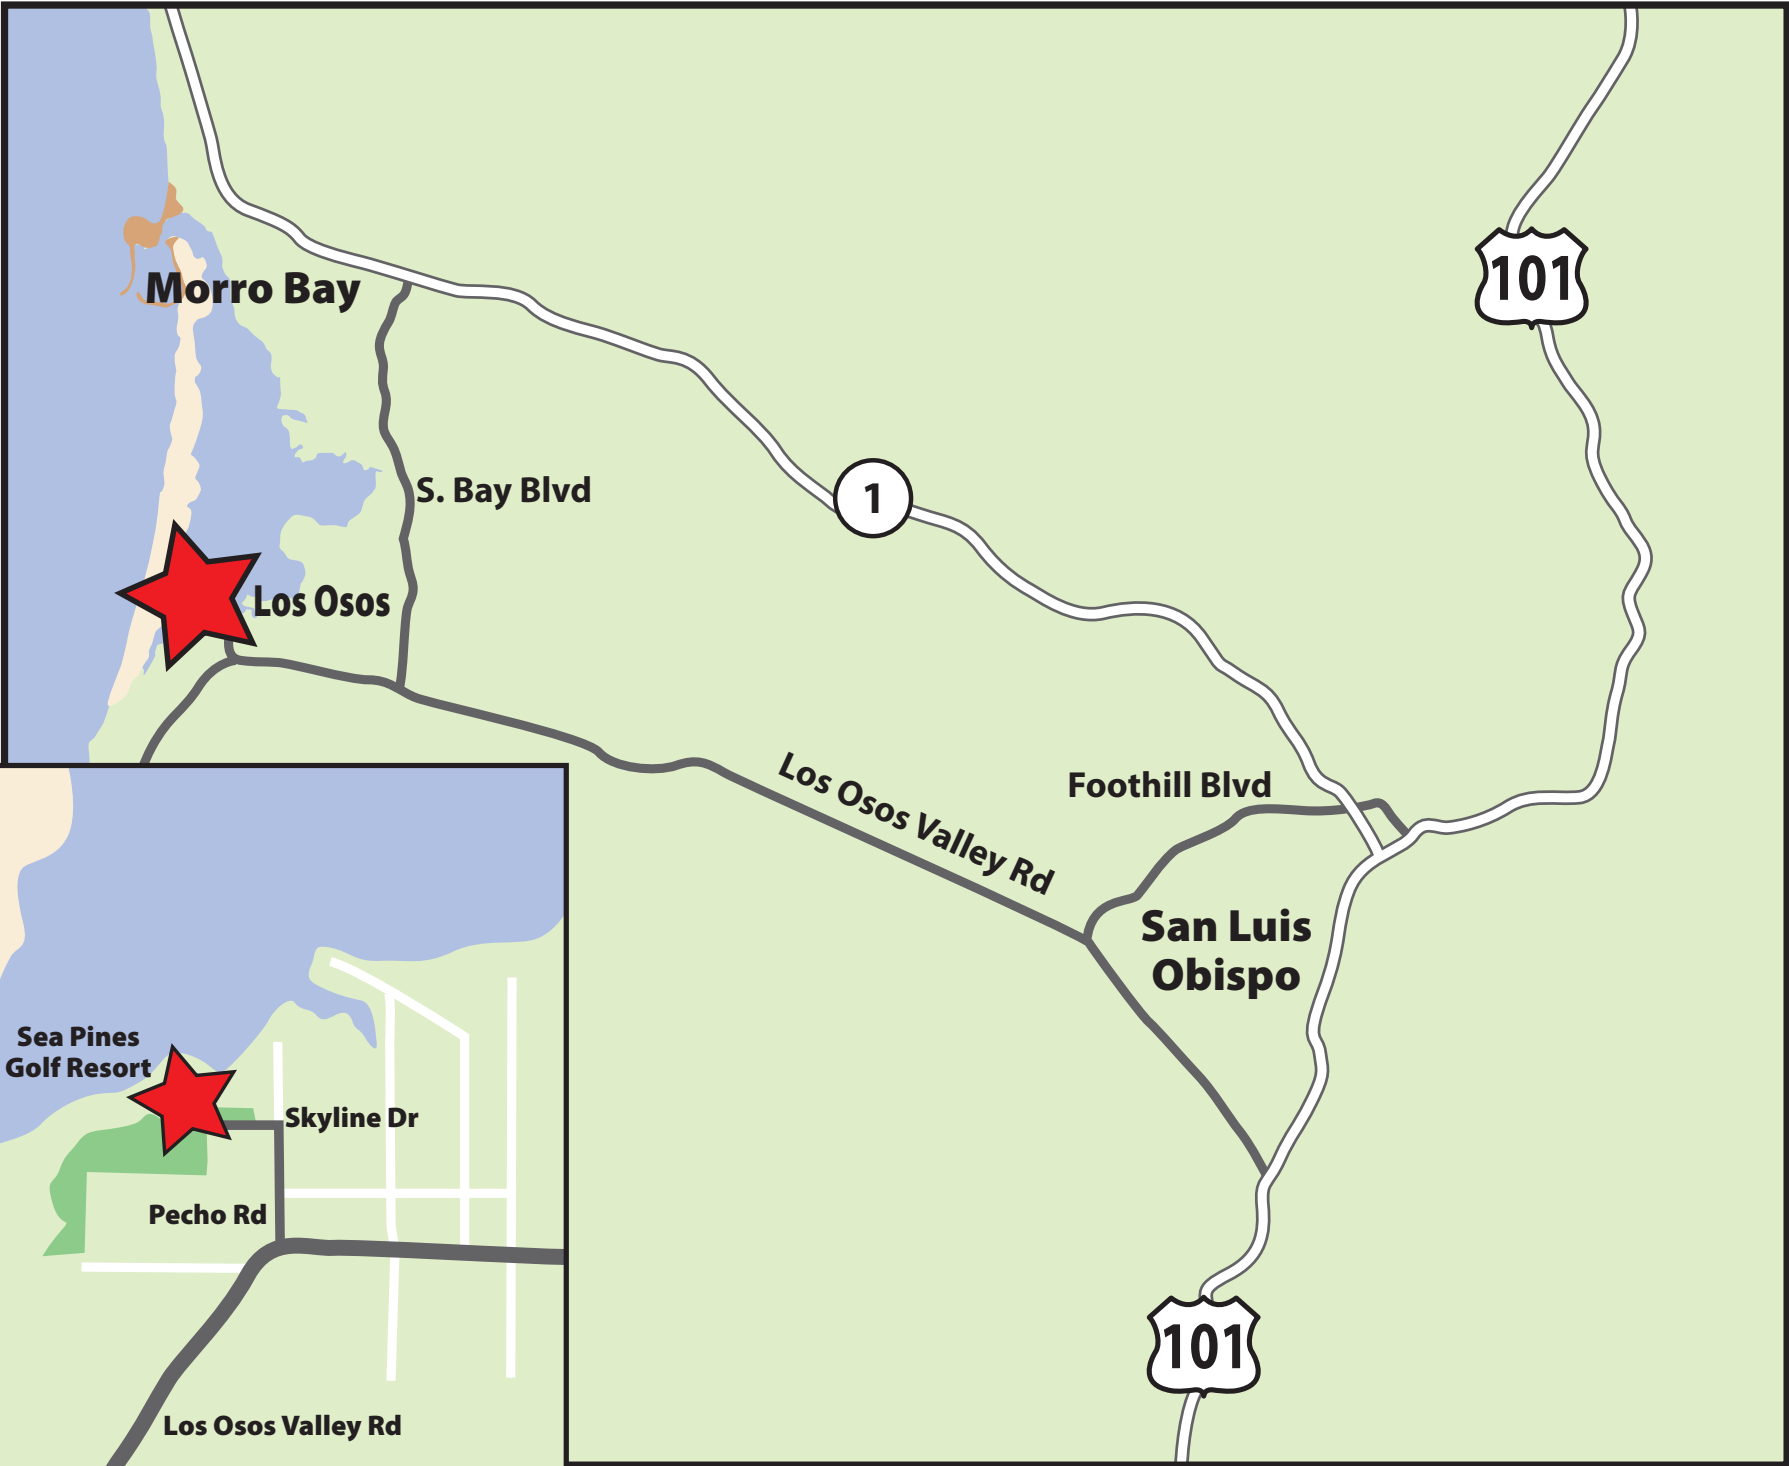 101
Morro Bay
S. Bay Blvd
1
Los Osos
Los Osos Valley Rd
Foothill Blvd
San Luis
Obispo
101
Sea Pines
Golf Resort
Skyline Dr
Pecho Rd
Los Osos Valley Rd